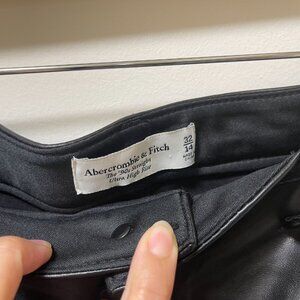 Abercrombie & Fitch
The '90s Straight
Ultra High Rise
32
14